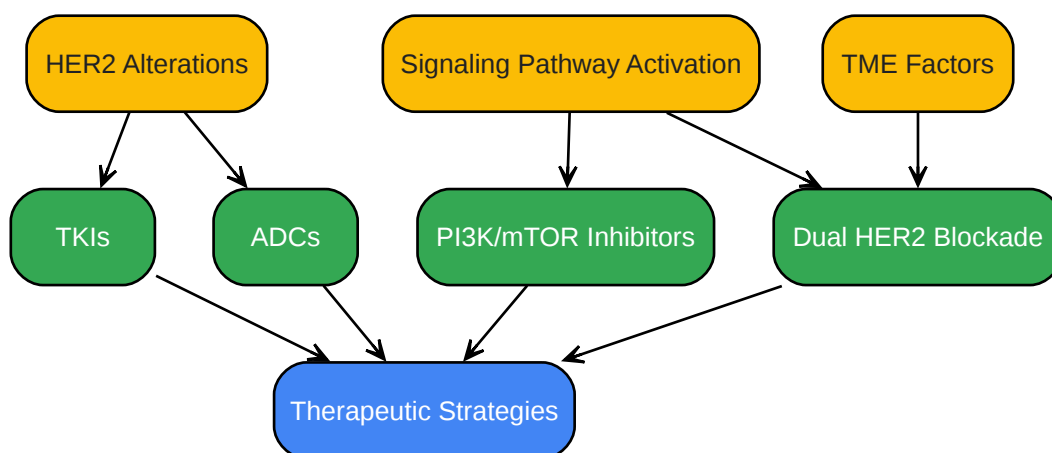 HER2 Alterations
Signaling Pathway Activation
TME Factors
TKIs
ADCs
PI3K/mTOR Inhibitors
Dual HER2 Blockade
Therapeutic Strategies